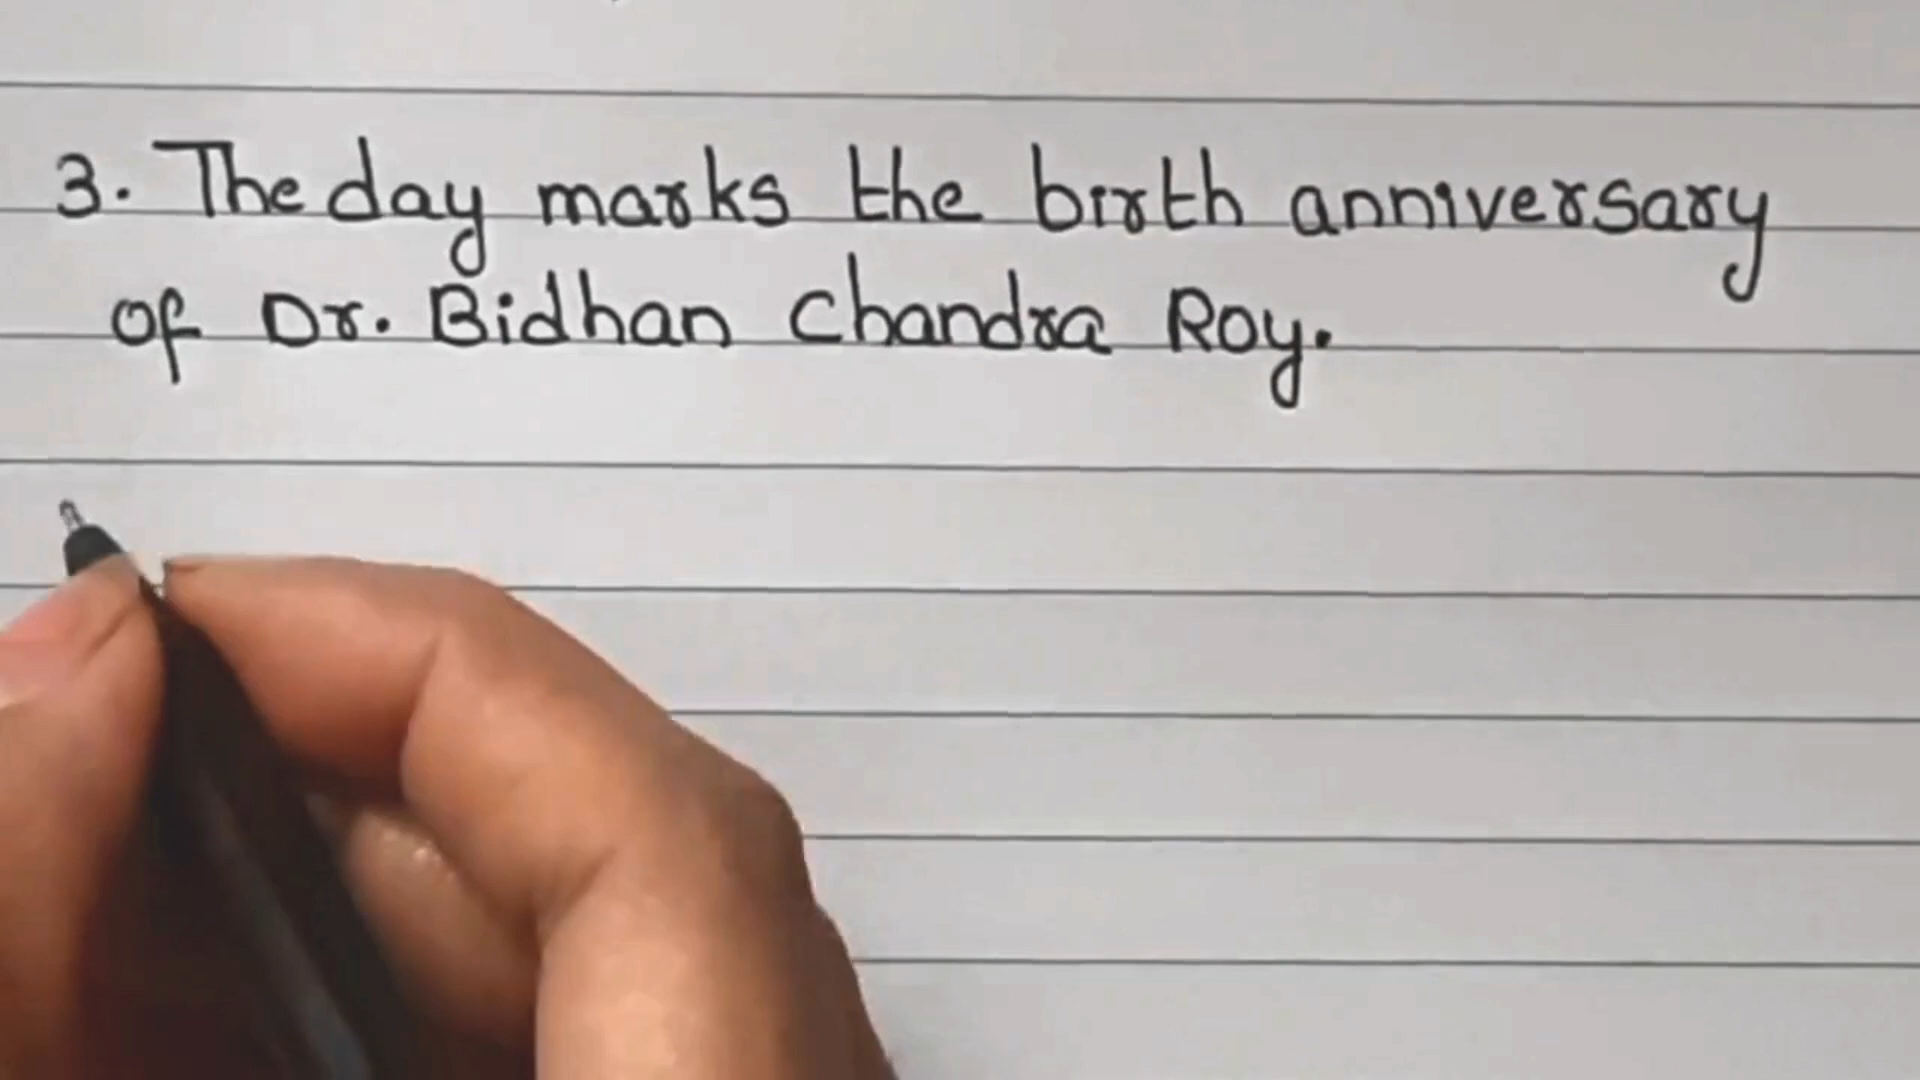 3. The day marks the birth anniversary
of Dr. Bidhan Chandra Roy.